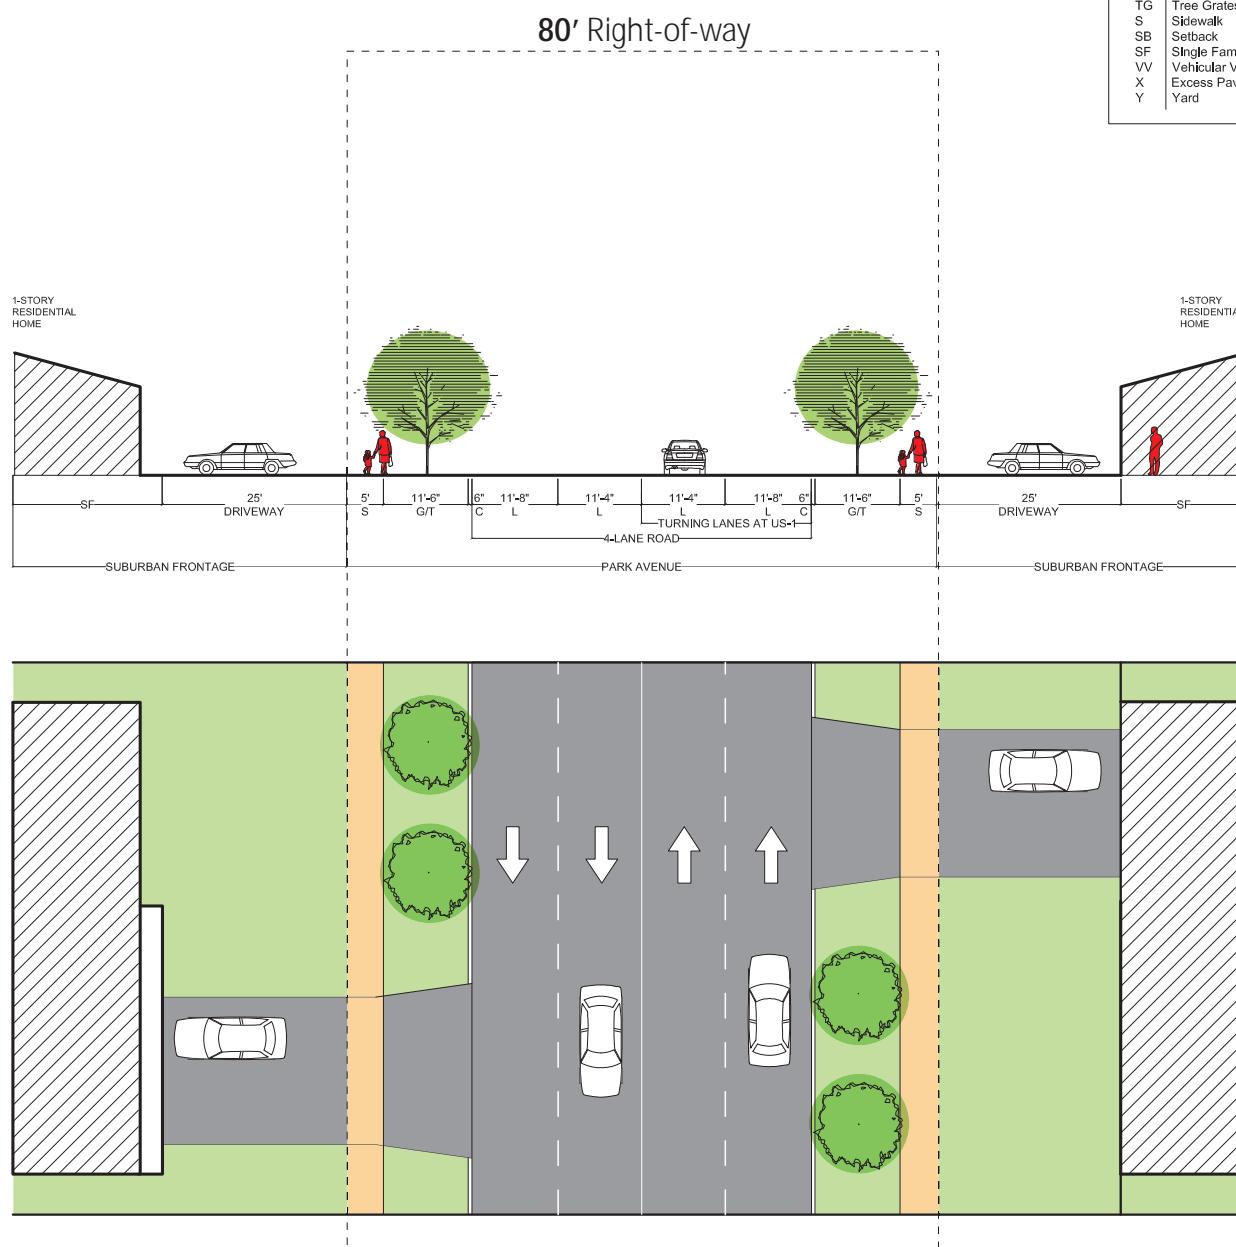 TG Tree Grates
S Sidewalk
SB Setback
SF Single Fam
VV Vehicular V
X Excess Pav
Y Yard
80' Right-of-way
1-STORY
RESIDENTIAL
HOME
1-STORY
RESIDENTIA
HOME
SF 25' 5' 11'-6" 6" 11'-8" 11'-4" 11'-4" 11'-8" 6" 11'-6" 5' 25' SF
DRIVEWAY S G/T C L L L L C G/T S DRIVEWAY
TURNING LANES AT US-1
4-LANE ROAD
SUBURBAN FRONTAGE PARK AVENUE SUBURBAN FRONTAGE